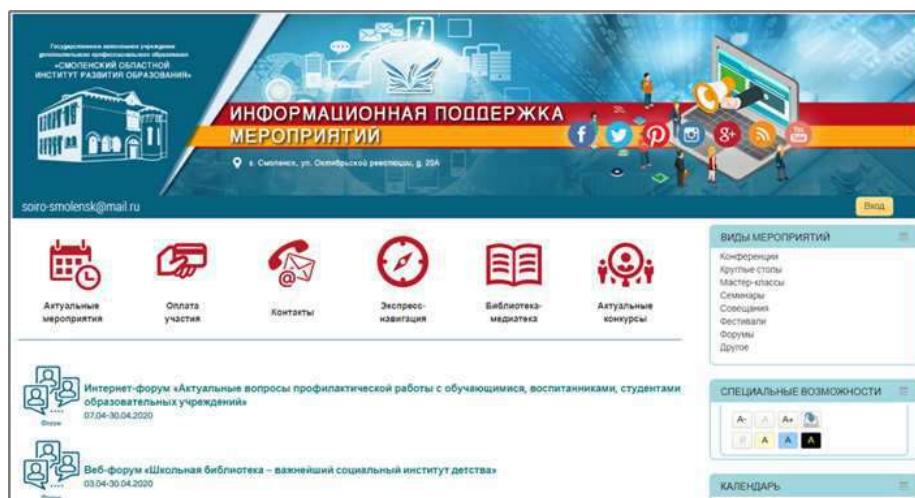 Государственное автономное учреждение
дополнительного профессионального образования
«СМОЛЕНСКИЙ ОБЛАСТНОЙ
ИНСТИТУТ РАЗВИТИЯ ОБРАЗОВАНИЯ»
ИНФОРМАЦИОННАЯ ПОДДЕРЖКА
МЕРОПРИЯТИЙ
г. Смоленск, ул. Октябрьской революции, д. 20А
soiro-smolensk@mail.ru
Вход
Актуальные
мероприятия
Оплата
участия
Контакты
Экспресс-
навигация
Библиотека-
медиатека
Актуальные
конкурсы
Интернет-форум «Актуальные вопросы профилактической работы с обучающимися, воспитанниками, студентами
образовательных учреждений»
07.04-30.04.2020
Форум
Веб-форум «Школьная библиотека – важнейший социальный институт детства»
03.04-30.04.2020
Форум
ВИДЫ МЕРОПРИЯТИЙ
Конференции
Круглые столы
Мастер-классы
Семинары
Совещания
Фестивали
Форумы
Другое
СПЕЦИАЛЬНЫЕ ВОЗМОЖНОСТИ
A- A A+
R A A A
КАЛЕНДАРЬ